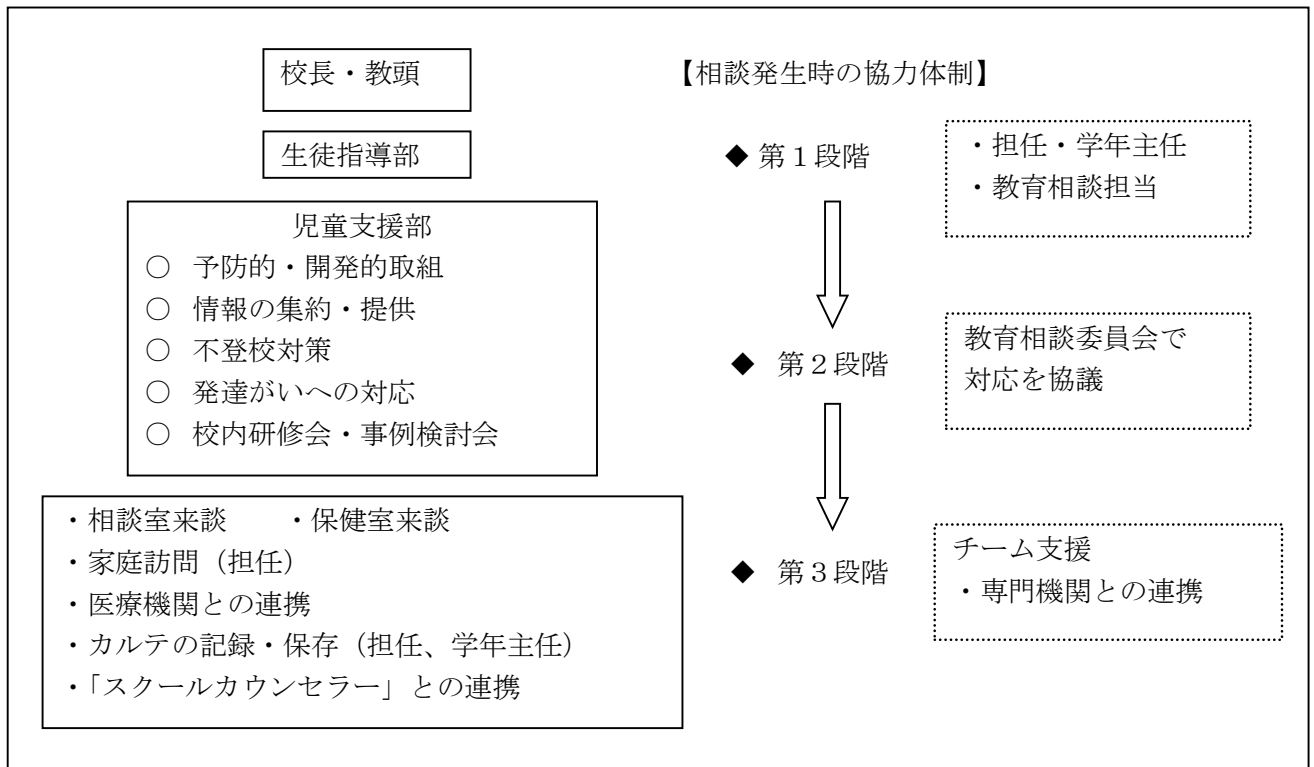 校長・教頭
生徒指導部
児童支援部
○ 予防的・開発的取組
○ 情報の集約・提供
○ 不登校対策
○ 発達がいへの対応
○ 校内研修会・事例検討会
・相談室来談　　・保健室来談
・家庭訪問（担任）
・医療機関との連携
・カルテの記録・保存（担任、学年主任）
・「スクールカウンセラー」との連携
【相談発生時の協力体制】
◆ 第１段階
・担任・学年主任
・教育相談担当
◆ 第２段階
教育相談委員会で
対応を協議
◆ 第３段階
チーム支援
・専門機関との連携